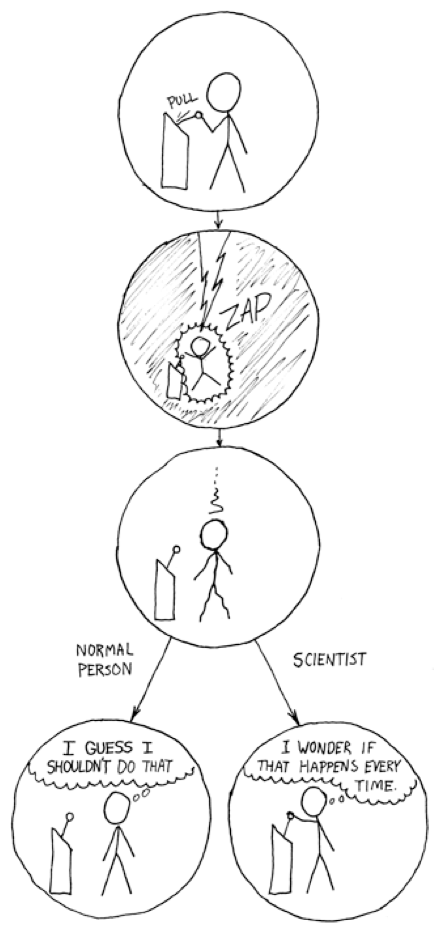 PULL
ZAP
NORMAL
PERSON
SCIENTIST
I GUESS I
SHOULDN'T DO THAT
I WONDER IF
THAT HAPPENS EVERY
TIME.